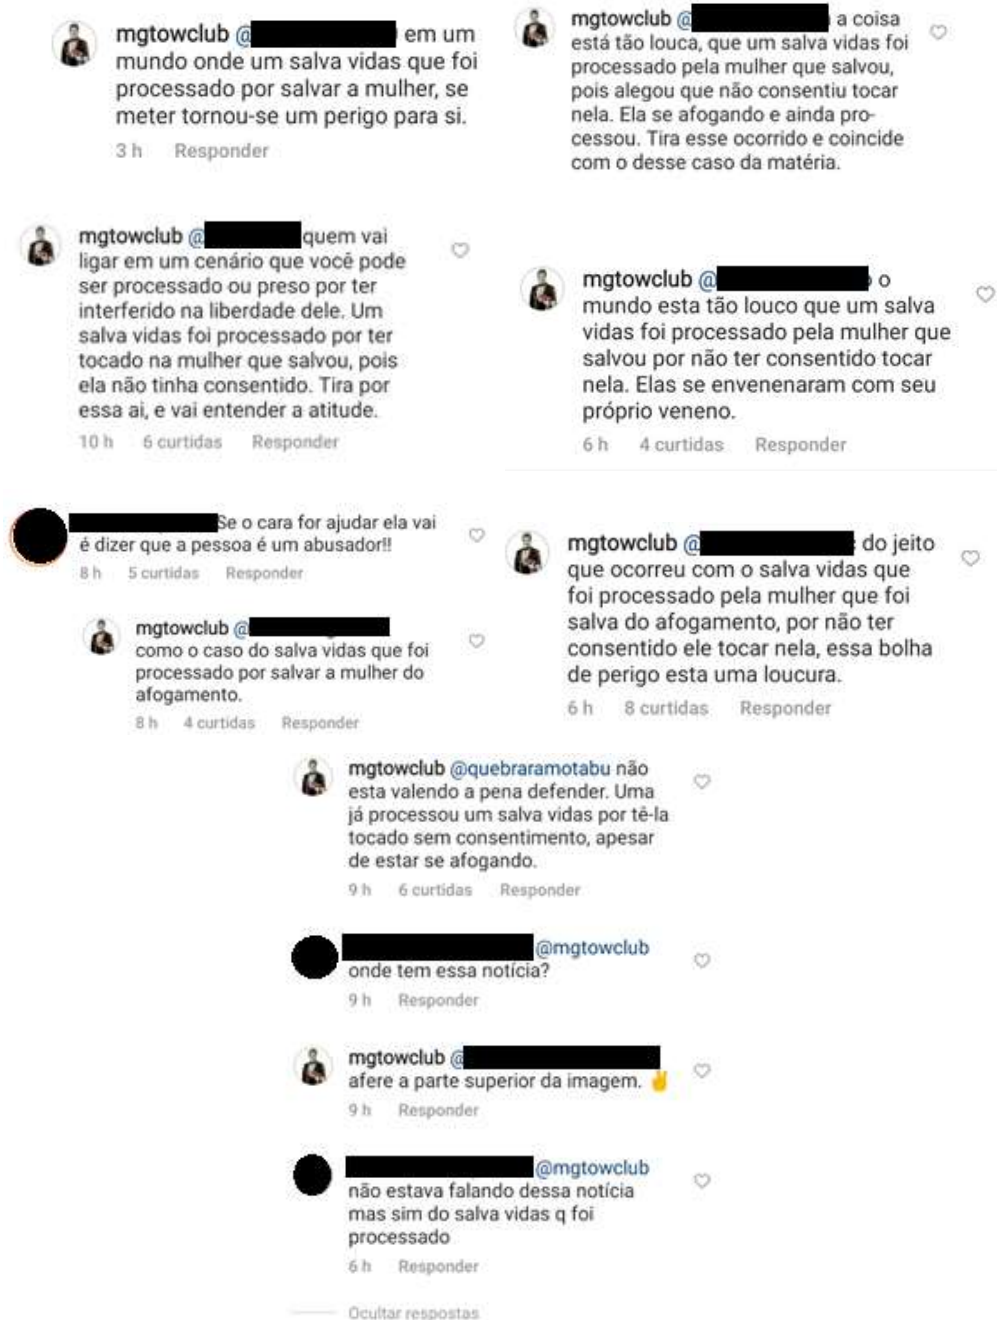 mgtowclub @ em um
mundo onde um salva vidas que foi
processado por salvar a mulher, se
meter tornou-se um perigo para si.
3 h Responder
mgtowclub @ a coisa
está tão louca, que um salva vidas foi
processado pela mulher que salvou,
pois alegou que não consentiu tocar
nela. Ela se afogando e ainda pro-
cessou. Tira esse ocorrido e coincide
com o desse caso da matéria.
mgtowclub @ quem vai
ligar em um cenário que você pode
ser processado ou preso por ter
interferido na liberdade dele. Um
salva vidas foi processado por ter
tocado na mulher que salvou, pois
ela não tinha consentido. Tira por
essa ai, e vai entender a atitude.
10 h 6 curtidas Responder
mgtowclub @ o
mundo esta tão louco que um salva
vidas foi processado pela mulher que
salvou por não ter consentido tocar
nela. Elas se envenenaram com seu
próprio veneno.
6 h 4 curtidas Responder
Se o cara for ajudar ela vai
é dizer que a pessoa é um abusador!!
8 h 5 curtidas Responder
mgtowclub @
como o caso do salva vidas que foi
processado por salvar a mulher do
afogamento.
8 h 4 curtidas Responder
mgtowclub @ do jeito
que ocorreu com o salva vidas que
foi processado pela mulher que foi
salva do afogamento, por não ter
consentido ele tocar nela, essa bolha
de perigo esta uma loucura.
6 h 8 curtidas Responder
mgtowclub @quebraramotabu não
esta valendo a pena defender. Uma
já processou um salva vidas por tê-la
tocado sem consentimento, apesar
de estar se afogando.
9 h 6 curtidas Responder
@mgtowclub
onde tem essa notícia?
9 h Responder
mgtowclub @
afere a parte superior da imagem. ✌
9 h Responder
@mgtowclub
não estava falando dessa notícia
mas sim do salva vidas q foi
processado
6 h Responder
Ocultar respostas